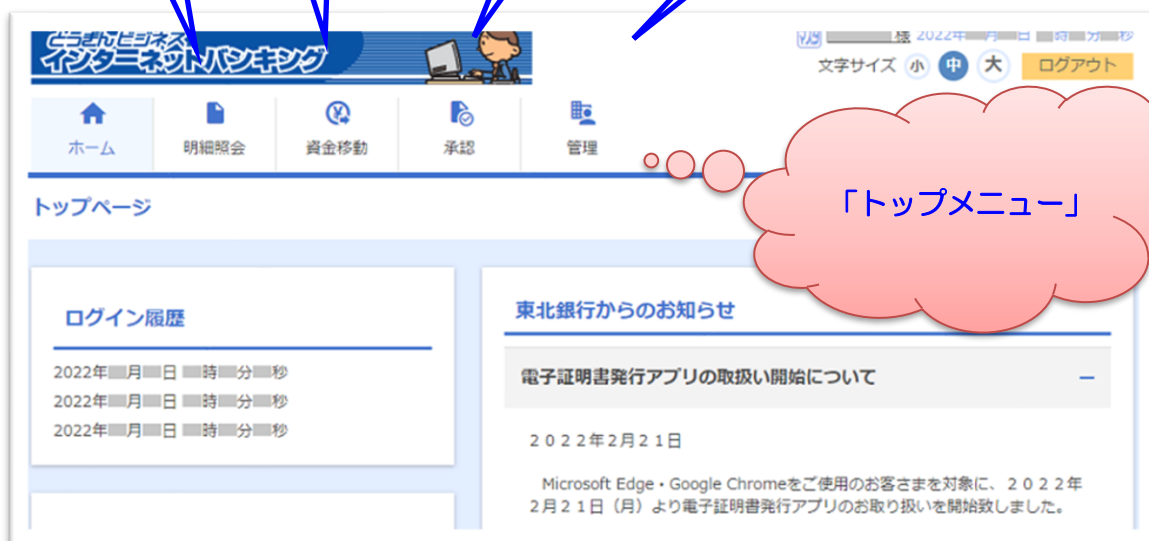 とうぎんビジネス
インターネットバンキング
様 2022年 月 日 時 分 秒
文字サイズ 小 中 大 ログアウト
ホーム 明細照会 資金移動 承認 管理
「トップメニュー」
トップページ
ログイン履歴
2022年 月 日 時 分 秒
2022年 月 日 時 分 秒
2022年 月 日 時 分 秒
東北銀行からのお知らせ
電子証明書発行アプリの取扱い開始について
2022年2月21日
Microsoft Edge・Google Chromeをご使用のお客さまを対象に、2022年
2月21日（月）より電子証明書発行アプリのお取り扱いを開始致しました。